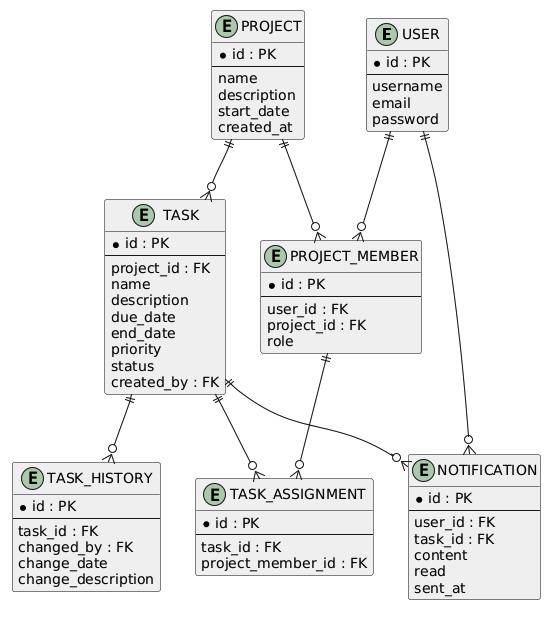 E PROJECT
* id : PK
name
description
start_date
created_at
E USER
* id : PK
username
email
password
E TASK
* id : PK
project_id : FK
name
description
due_date
end_date
priority
status
created_by : FK
E PROJECT_MEMBER
* id : PK
user_id : FK
project_id : FK
role
E TASK_HISTORY
* id : PK
task_id : FK
changed_by : FK
change_date
change_description
E TASK_ASSIGNMENT
* id : PK
task_id : FK
project_member_id : FK
E NOTIFICATION
* id : PK
user_id : FK
task_id : FK
content
read
sent_at